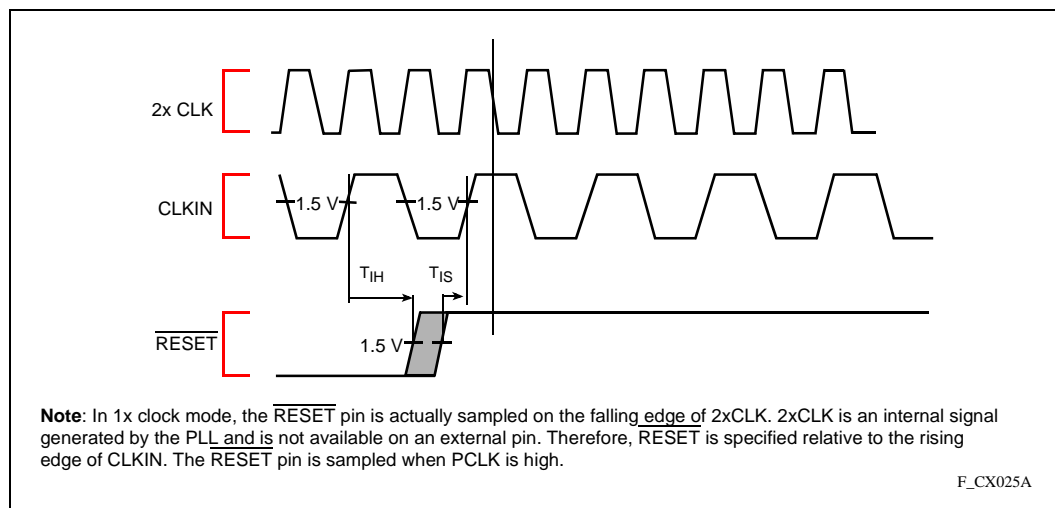 2x CLK
CLKIN
1.5 V
1.5 V
TIH
TIS
RESET
1.5 V
Note: In 1x clock mode, the RESET pin is actually sampled on the falling edge of 2xCLK. 2xCLK is an internal signal
generated by the PLL and is not available on an external pin. Therefore, RESET is specified relative to the rising
edge of CLKIN. The RESET pin is sampled when PCLK is high.
F_CX025A